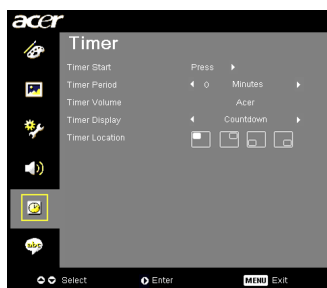 acer
Timer
Timer Start Press
Timer Period 0 Minutes
Timer Volume Acer
Timer Display Countdown
Timer Location
abc
Select Enter MENU Exit